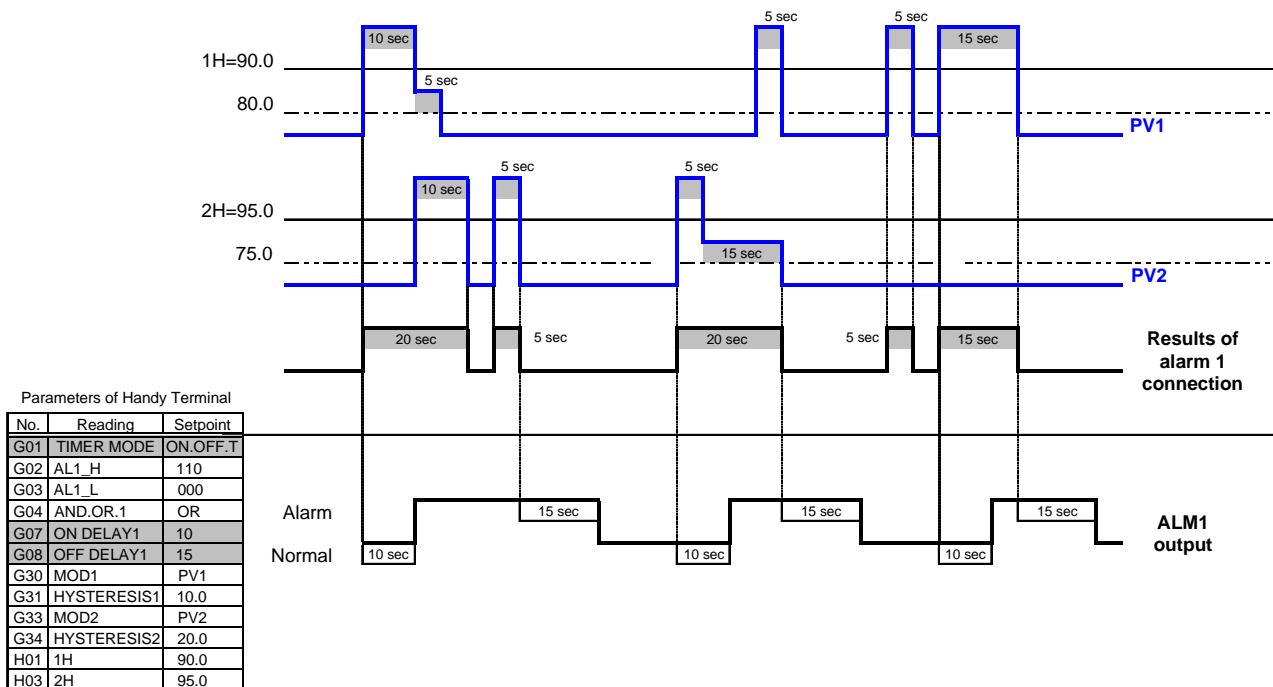 5 sec
5 sec
10 sec
15 sec
1H=90.0
5 sec
80.0
PV1
5 sec
5 sec
10 sec
2H=95.0
75.0
15 sec
PV2
20 sec
5 sec
20 sec
5 sec
15 sec
Results of
alarm 1
connection
Parameters of Handy Terminal
No. Reading Setpoint
G01 TIMER MODE ON.OFF.T
G02 AL1_H 110
G03 AL1_L 000
G04 AND.OR.1 OR
G07 ON DELAY1 10
G08 OFF DELAY1 15
G30 MOD1 PV1
G31 HYSTERESIS1 10.0
G33 MOD2 PV2
G34 HYSTERESIS2 20.0
H01 1H 90.0
H03 2H 95.0
Alarm
15 sec
15 sec
15 sec
Normal
10 sec
10 sec
10 sec
ALM1
output